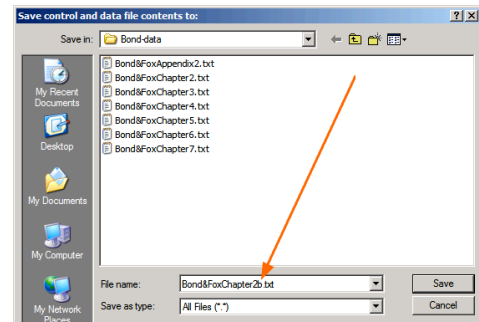 Save control and data file contents to:
Save in: Bond-data
Bond&FoxAppendix2.txt
Bond&FoxChapter2.txt
Bond&FoxChapter3.txt
Bond&FoxChapter4.txt
Bond&FoxChapter5.txt
Bond&FoxChapter6.txt
Bond&FoxChapter7.txt
My Recent
Documents
Desktop
My Documents
My Computer
My Network
Places
File name: Bond&FoxChapter2b.txt Save
Save as type: All Files (*.*) Cancel